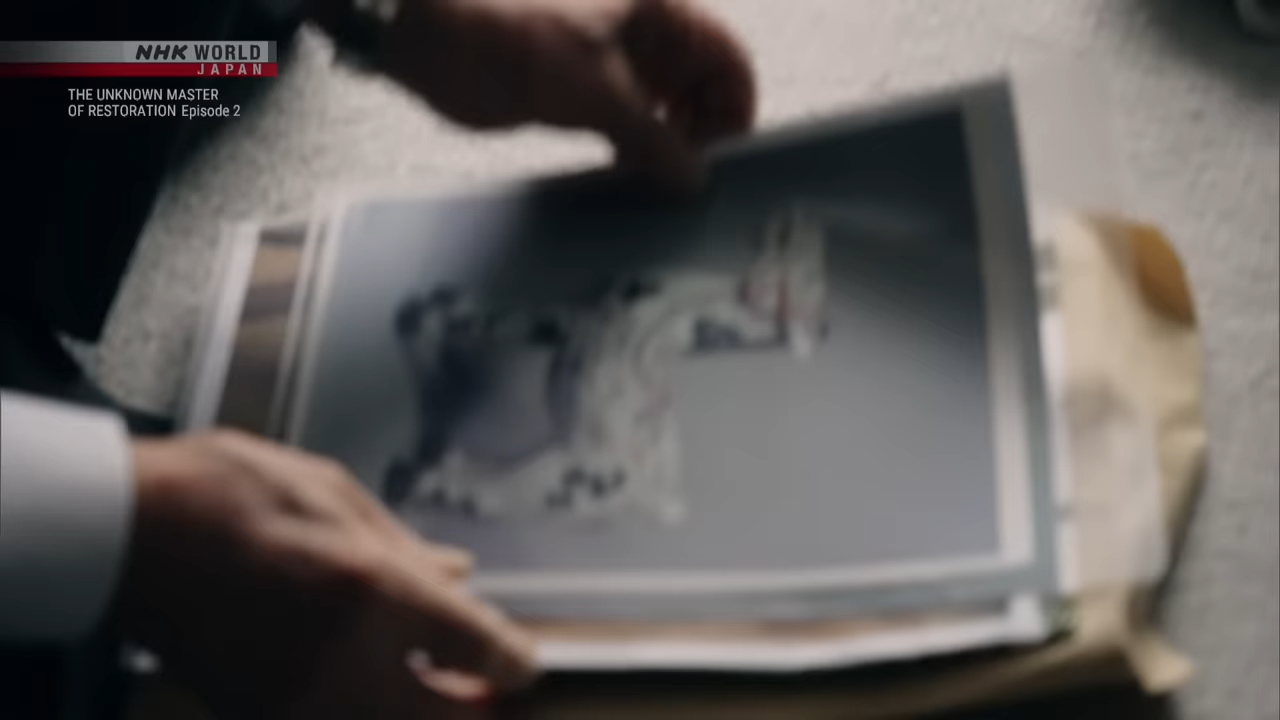 NHK WORLD
JAPAN
THE UNKNOWN MASTER
OF RESTORATION Episode 2